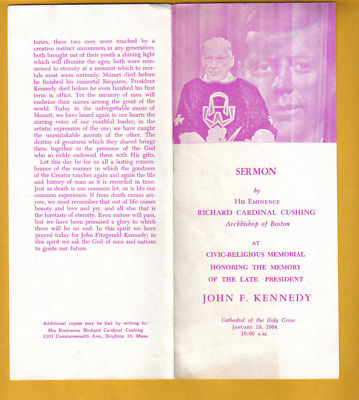 turies, these two men were touched by a
creative instinct uncommon in any generation;
both brought out of their youth a shining light
which will illumine the ages; both were sum-
moned to eternity at a moment which to mor-
tals must seem untimely. Mozart died before
he finished his immortal Requiem; President
Kennedy died before he even finished his first
term in office. Yet the memory of men will
enshrine their names among the great of the
world. Today in the unforgettable music of
Mozart, we have heard again in our hearts the
stirring voice of our youthful leader; in the
artistic expression of the one, we have caught
the unmistakable accents of the other. The
destiny of greatness which they shared brings
them together in the presence of the God
who so richly endowed them with His gifts.
Let this day be for us all a lasting remem-
brance of the manner in which the goodness
of the Creator touches again and again the life
and history of man as it is recorded in time.
Just as death is our common lot, so is life our
common experience. If from death comes sor-
row, we must remember that out of life comes
beauty and love and joy, and all else that is
the foretaste of eternity. Even sorrow will pass,
but we have promised a glory to life where
there will be no ending. In this spirit we have
prayed today for John Fitzgerald Kennedy; in
this spirit we ask the God of men and nations
to guide our future.
Additional copies may be had by writing to:
His Eminence Richard Cardinal Cushing
2101 Commonwealth Ave., Brighton 35, Mass.
SERMON
by
HIS EMINENCE
RICHARD CARDINAL CUSHING
Archbishop of Boston
AT
CIVIC-RELIGIOUS MEMORIAL
HONORING THE MEMORY
OF THE LATE PRESIDENT
JOHN F. KENNEDY
Cathedral of the Holy Cross
JANUARY 19, 1964
10:00 A.M.